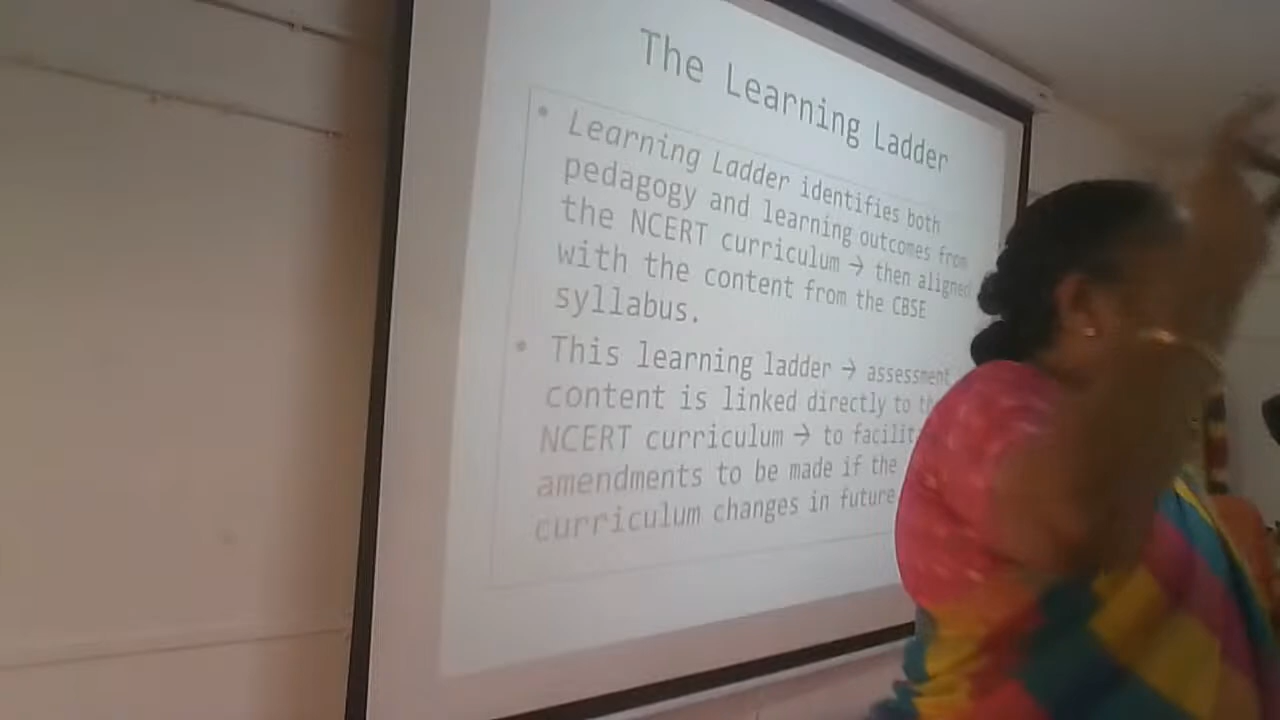 The Learning Ladder
• Learning Ladder identifies both
pedagogy and learning outcomes from
the NCERT curriculum → then aligned
with the content from the CBSE
syllabus.
• This learning ladder → assessment
content is linked directly to
NCERT curriculum → to
amendments to be made if the
curriculum changes in future